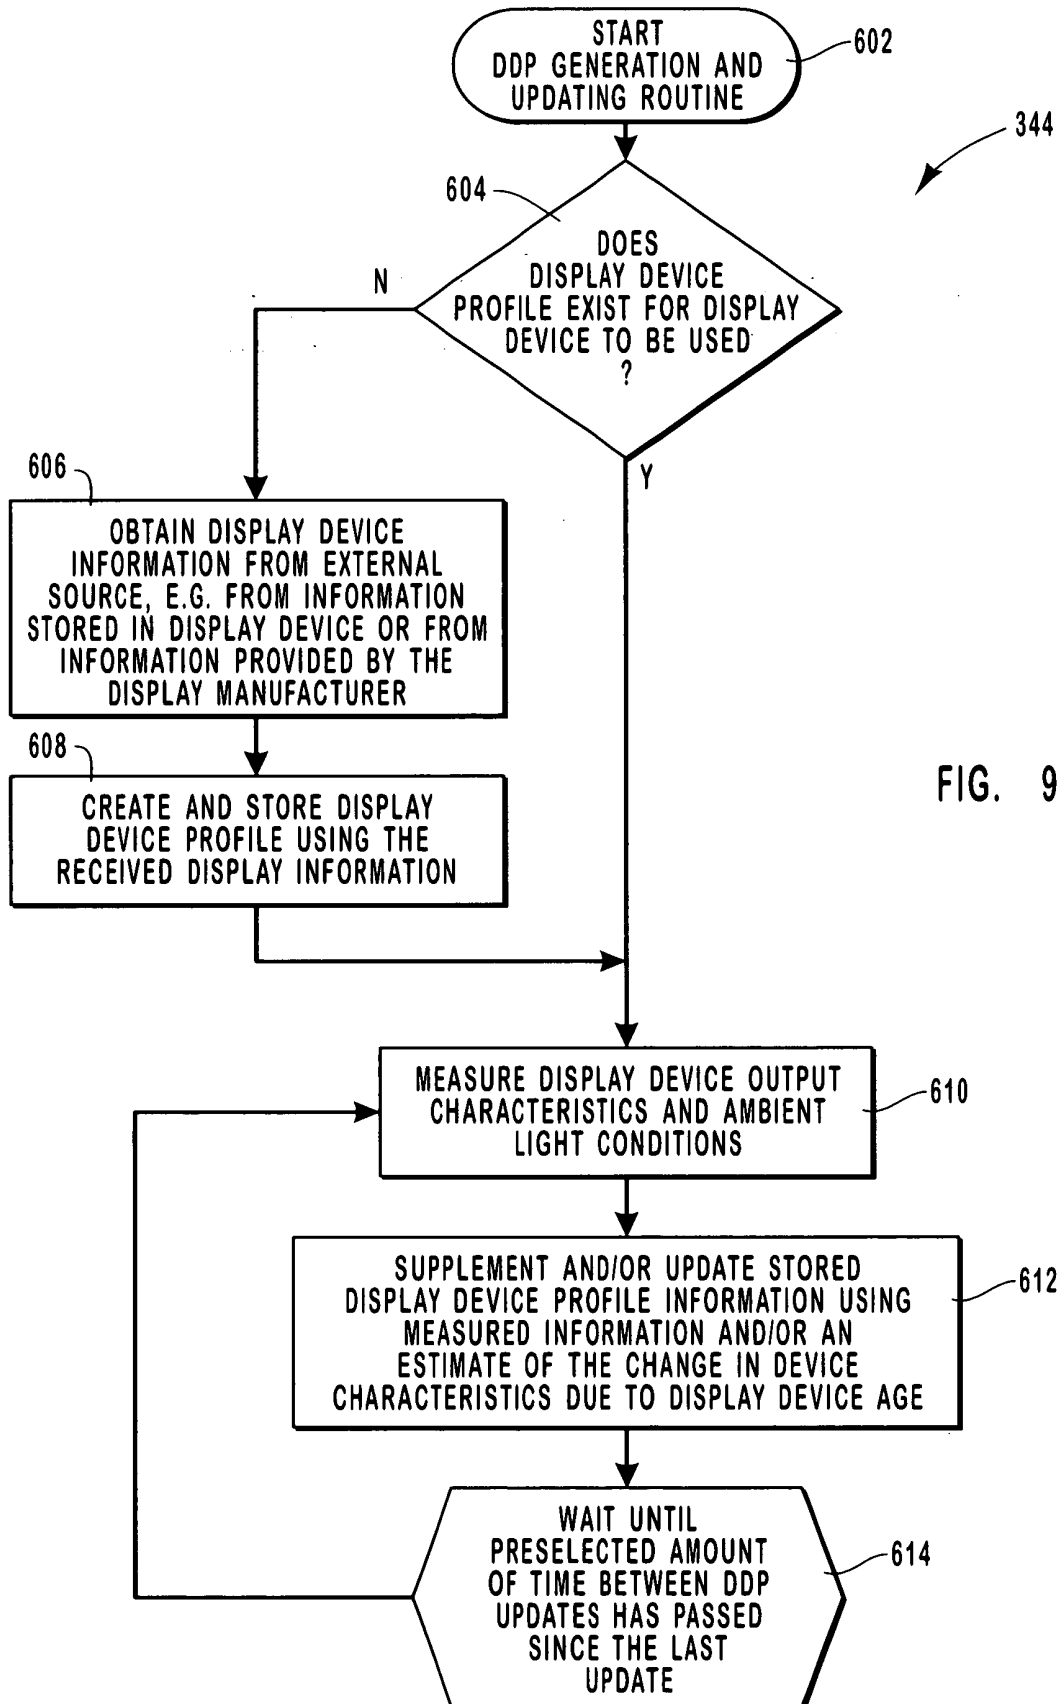 START
DDP GENERATION AND
UPDATING ROUTINE
602
344
604
DOES
DISPLAY DEVICE
PROFILE EXIST FOR DISPLAY
DEVICE TO BE USED
?
N
Y
606
OBTAIN DISPLAY DEVICE
INFORMATION FROM EXTERNAL
SOURCE, E.G. FROM INFORMATION
STORED IN DISPLAY DEVICE OR FROM
INFORMATION PROVIDED BY THE
DISPLAY MANUFACTURER
608
CREATE AND STORE DISPLAY
DEVICE PROFILE USING THE
RECEIVED DISPLAY INFORMATION
FIG. 9
MEASURE DISPLAY DEVICE OUTPUT
CHARACTERISTICS AND AMBIENT
LIGHT CONDITIONS
610
SUPPLEMENT AND/OR UPDATE STORED
DISPLAY DEVICE PROFILE INFORMATION USING
MEASURED INFORMATION AND/OR AN
ESTIMATE OF THE CHANGE IN DEVICE
CHARACTERISTICS DUE TO DISPLAY DEVICE AGE
612
WAIT UNTIL
PRESELECTED AMOUNT
OF TIME BETWEEN DDP
UPDATES HAS PASSED
SINCE THE LAST
UPDATE
614